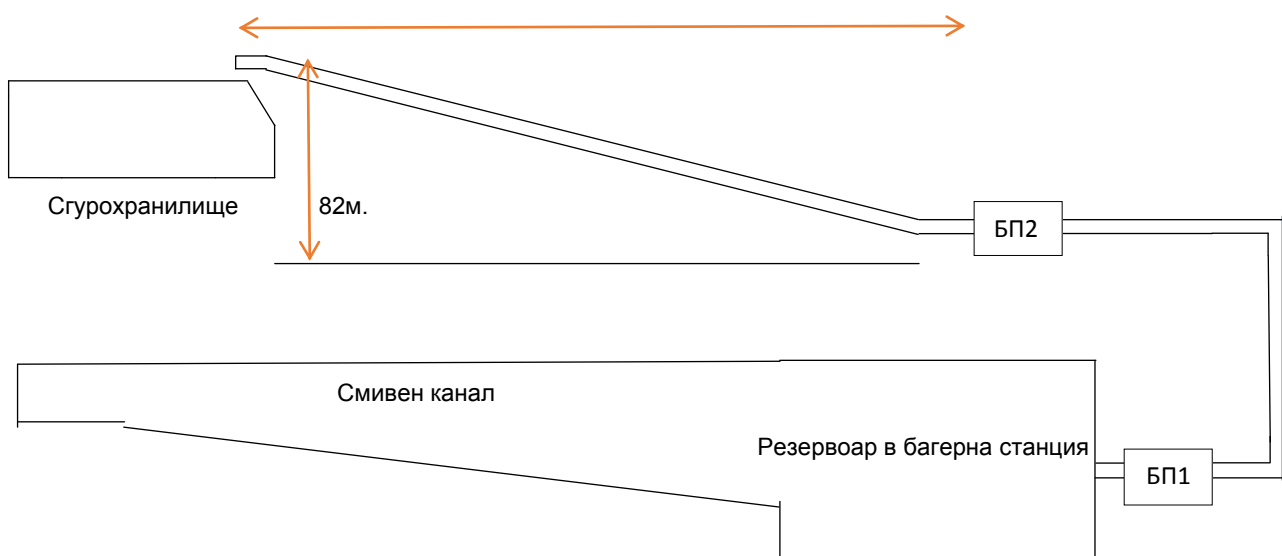 Сгурохранилище
82м.
БП2
Смивен канал
Резервоар в багерна станция
БП1